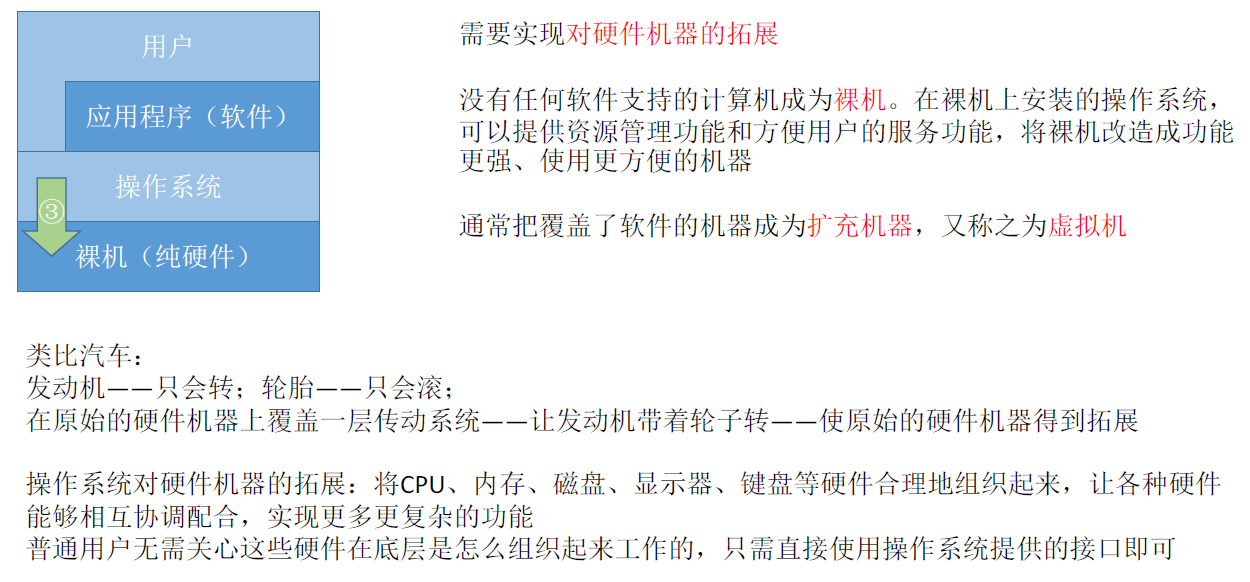 用户
应用程序（软件）
操作系统
③
裸机（纯硬件）
需要实现对硬件机器的拓展
没有任何软件支持的计算机成为裸机。在裸机上安装的操作系统，
可以提供资源管理功能和方便用户的服务功能，将裸机改造成功能
更强、使用更方便的机器
通常把覆盖了软件的机器成为扩充机器，又称之为虚拟机
类比汽车：
发动机——只会转；轮胎——只会滚；
在原始的硬件机器上覆盖一层传动系统——让发动机带着轮子转——使原始的硬件机器得到拓展
操作系统对硬件机器的拓展：将CPU、内存、磁盘、显示器、键盘等硬件合理地组织起来，让各种硬件
能够相互协调配合，实现更多更复杂的功能
普通用户无需关心这些硬件在底层是怎么组织起来工作的，只需直接使用操作系统提供的接口即可